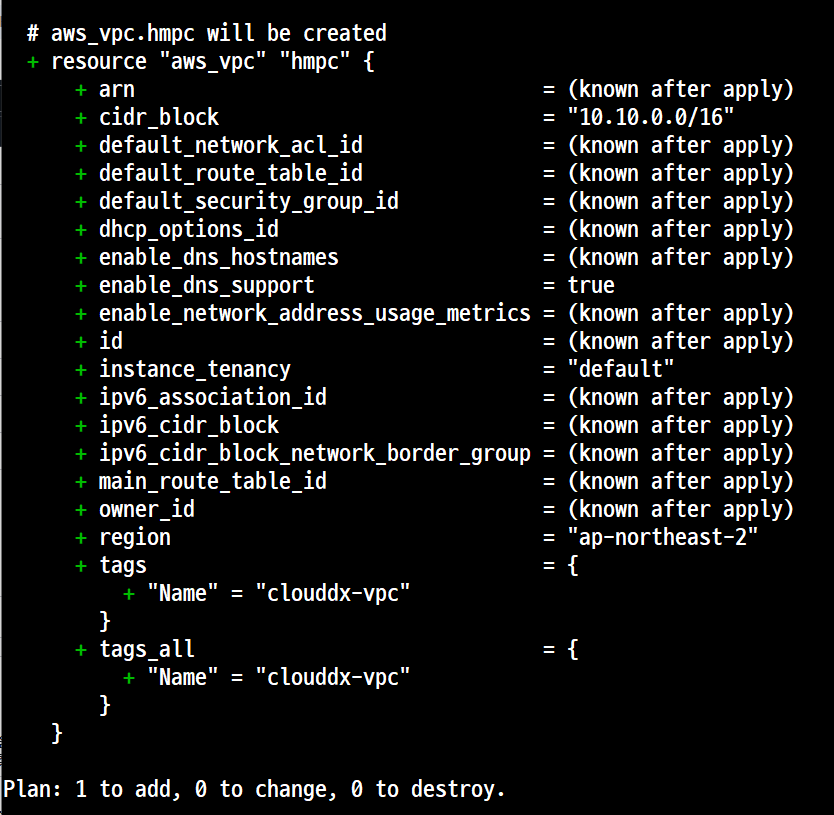 # aws_vpc.hmpc will be created
+ resource "aws_vpc" "hmpc" {
+ arn = (known after apply)
+ cidr_block = "10.10.0.0/16"
+ default_network_acl_id = (known after apply)
+ default_route_table_id = (known after apply)
+ default_security_group_id = (known after apply)
+ dhcp_options_id = (known after apply)
+ enable_dns_hostnames = (known after apply)
+ enable_dns_support = true
+ enable_network_address_usage_metrics = (known after apply)
+ id = (known after apply)
+ instance_tenancy = "default"
+ ipv6_association_id = (known after apply)
+ ipv6_cidr_block = (known after apply)
+ ipv6_cidr_block_network_border_group = (known after apply)
+ main_route_table_id = (known after apply)
+ owner_id = (known after apply)
+ region = "ap-northeast-2"
+ tags = {
+ "Name" = "clouddx-vpc"
}
+ tags_all = {
+ "Name" = "clouddx-vpc"
}
}
Plan: 1 to add, 0 to change, 0 to destroy.